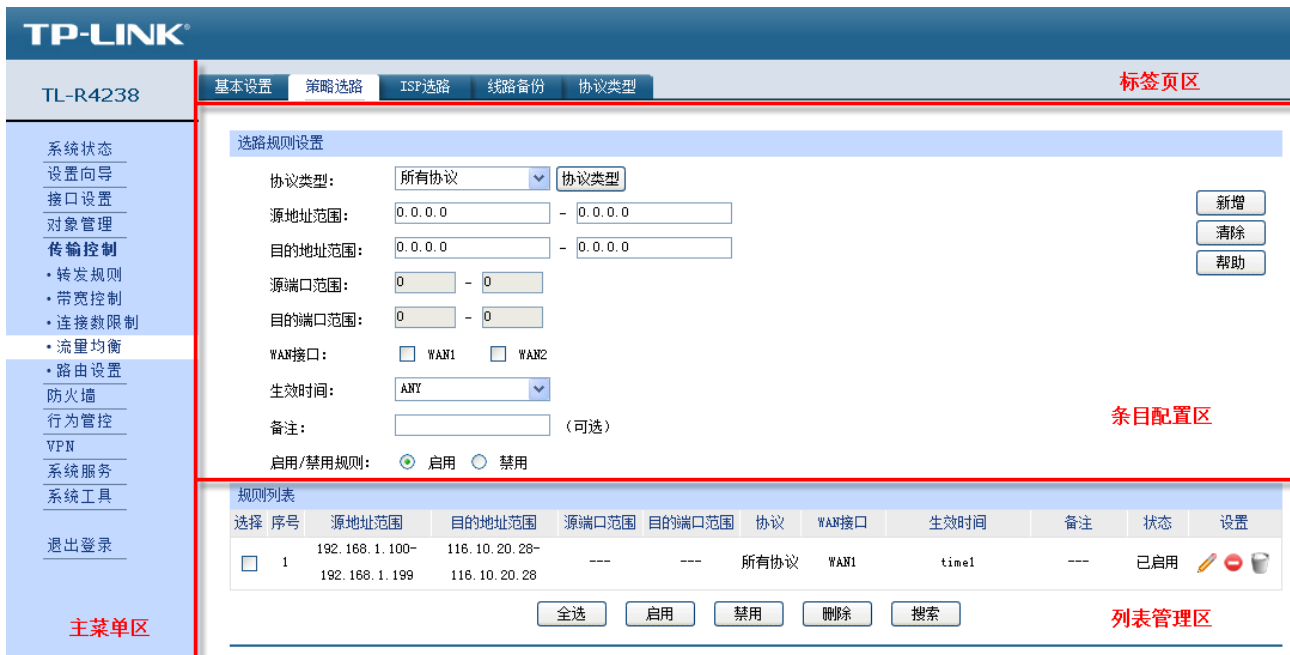 TP-LINK®
TL-R4238
基本设置 策略选路 ISP选路 线路备份 协议类型 标签页区
系统状态
设置向导
接口设置
对象管理
传输控制
•转发规则
•带宽控制
•连接数限制
•流量均衡
•路由设置
防火墙
行为管控
VPN
系统服务
系统工具
退出登录
主菜单区
选路规则设置
协议类型: 所有协议 协议类型
源地址范围: 0.0.0.0 - 0.0.0.0
目的地址范围: 0.0.0.0 - 0.0.0.0
源端口范围: 0 - 0
目的端口范围: 0 - 0
WAN接口: WAN1 WAN2
生效时间: ANY
备注: (可选)
启用/禁用规则: 启用 禁用
新增
清除
帮助
条目配置区
规则列表
选择 序号 源地址范围 目的地址范围 源端口范围 目的端口范围 协议 WAN接口 生效时间 备注 状态 设置
1 192.168.1.100- 116.10.20.28- --- --- 所有协议 WAN1 time1 --- 已启用
192.168.1.199 116.10.20.28
全选 启用 禁用 删除 搜索
列表管理区